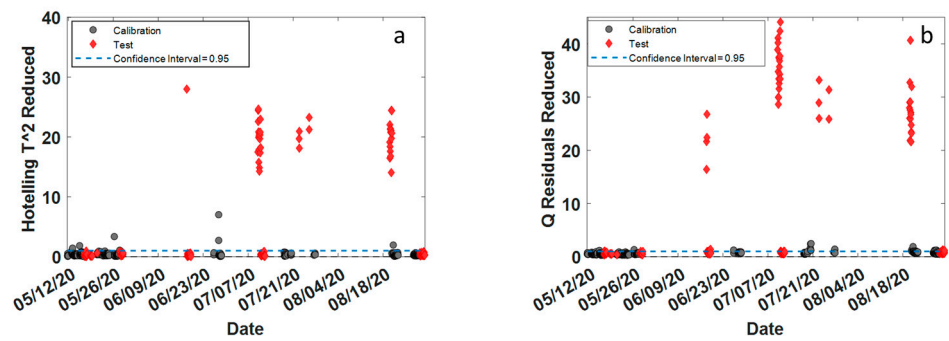 a
Hotelling T^2 Reduced
40
30
20
10
0
Calibration
Test
Confidence Interval = 0.95
05/12/20
05/26/20
06/09/20
06/23/20
07/07/20
07/21/20
08/04/20
08/18/20
Date
b
Q Residuals Reduced
40
30
20
10
0
Calibration
Test
Confidence Interval = 0.95
05/12/20
05/26/20
06/09/20
06/23/20
07/07/20
07/21/20
08/04/20
08/18/20
Date